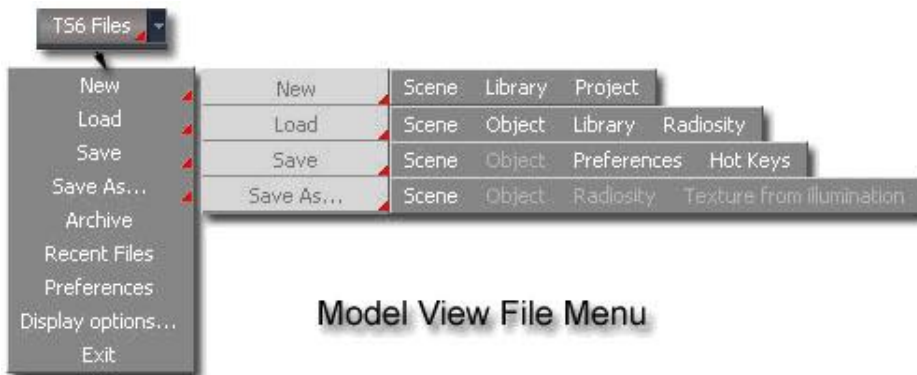 TS6 Files
New
Load
Save
Save As...
Archive
Recent Files
Preferences
Display options...
Exit
New Scene Library Project
Load Scene Object Library Radiosity
Save Scene Object Preferences Hot Keys
Save As... Scene Object Radiosity Texture from illumination
Model View File Menu